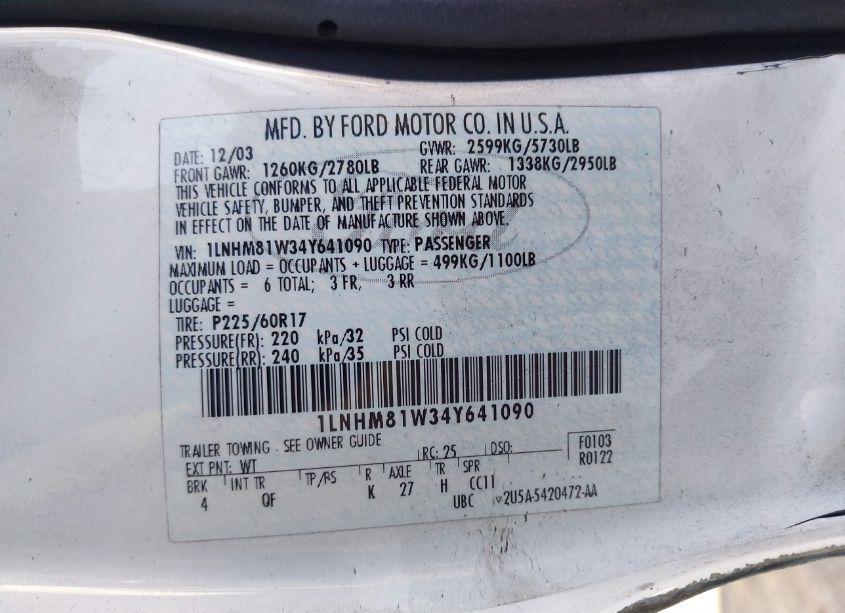 MFD. BY FORD MOTOR CO. IN U.S.A.
DATE: 12/03 GVWR: 2599KG/5730LB
FRONT GAWR: 1260KG/2780LB REAR GAWR: 1338KG/2950LB
THIS VEHICLE CONFORMS TO ALL APPLICABLE FEDERAL MOTOR
VEHICLE SAFETY, BUMPER, AND THEFT PREVENTION STANDARDS
IN EFFECT ON THE DATE OF MANUFACTURE SHOWN ABOVE.
VIN: 1LNHM81W34Y641090 TYPE: PASSENGER
MAXIMUM LOAD = OCCUPANTS + LUGGAGE = 499KG/1100LB
OCCUPANTS = 6 TOTAL; 3 FR, 3 RR
LUGGAGE =
TIRE: P225/60R17
PRESSURE(FR): 220 kPa/32 PSI COLD
PRESSURE(RR): 240 kPa/35 PSI COLD
1LNHM81W34Y641090
TRAILER TOWING - SEE OWNER GUIDE
EXT PNT: WT RC: 25 DSO: F0103
R0122
BRK INT TR TP/PS R AXLE TR SPR
4 QF K 27 H CC11
UBC 2U5A-5420472-AA